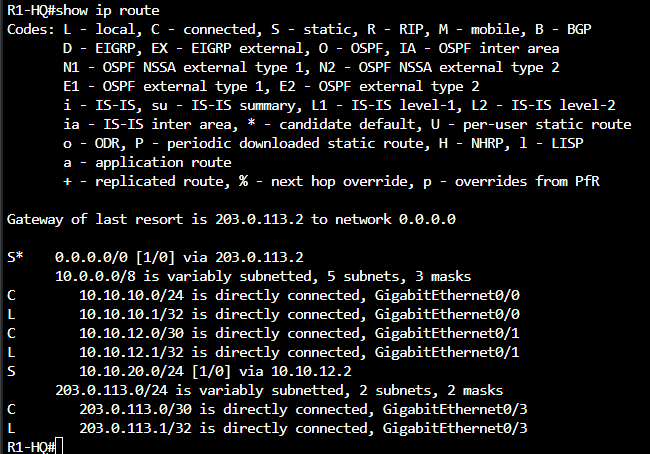 R1-HQ#show ip route
Codes: L - local, C - connected, S - static, R - RIP, M - mobile, B - BGP
       D - EIGRP, EX - EIGRP external, O - OSPF, IA - OSPF inter area
       N1 - OSPF NSSA external type 1, N2 - OSPF NSSA external type 2
       E1 - OSPF external type 1, E2 - OSPF external type 2
       i - IS-IS, su - IS-IS summary, L1 - IS-IS level-1, L2 - IS-IS level-2
       ia - IS-IS inter area, * - candidate default, U - per-user static route
       o - ODR, P - periodic downloaded static route, H - NHRP, l - LISP
       a - application route
       + - replicated route, % - next hop override, p - overrides from PfR
Gateway of last resort is 203.0.113.2 to network 0.0.0.0
S*    0.0.0.0/0 [1/0] via 203.0.113.2
      10.0.0.0/8 is variably subnetted, 5 subnets, 3 masks
C        10.10.10.0/24 is directly connected, GigabitEthernet0/0
L        10.10.10.1/32 is directly connected, GigabitEthernet0/0
C        10.10.12.0/30 is directly connected, GigabitEthernet0/1
L        10.10.12.1/32 is directly connected, GigabitEthernet0/1
S        10.10.20.0/24 [1/0] via 10.10.12.2
      203.0.113.0/24 is variably subnetted, 2 subnets, 2 masks
C        203.0.113.0/30 is directly connected, GigabitEthernet0/3
L        203.0.113.1/32 is directly connected, GigabitEthernet0/3
R1-HQ#